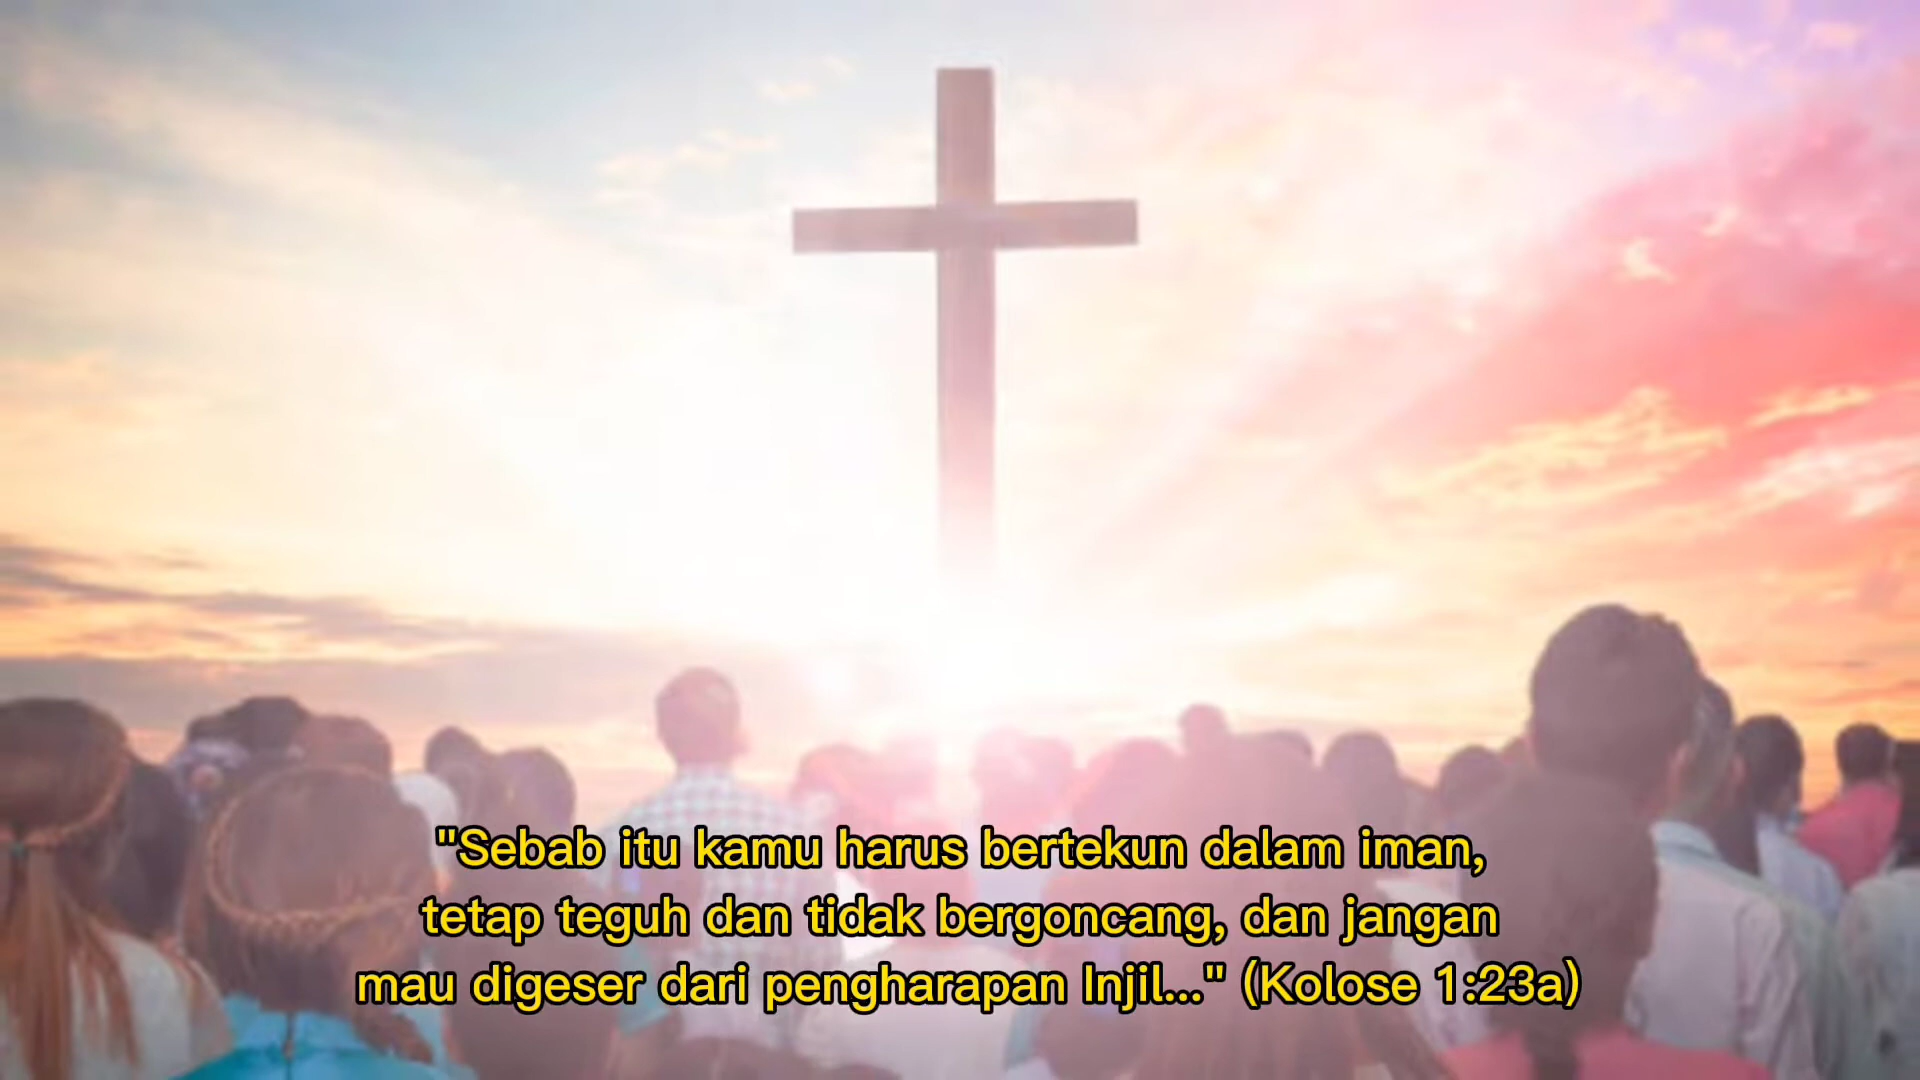 "Sebab itu kamu harus bertekun dalam iman,
tetap teguh dan tidak bergoncang, dan jangan
mau digeser dari pengharapan Injil..." (Kolose 1:23a)